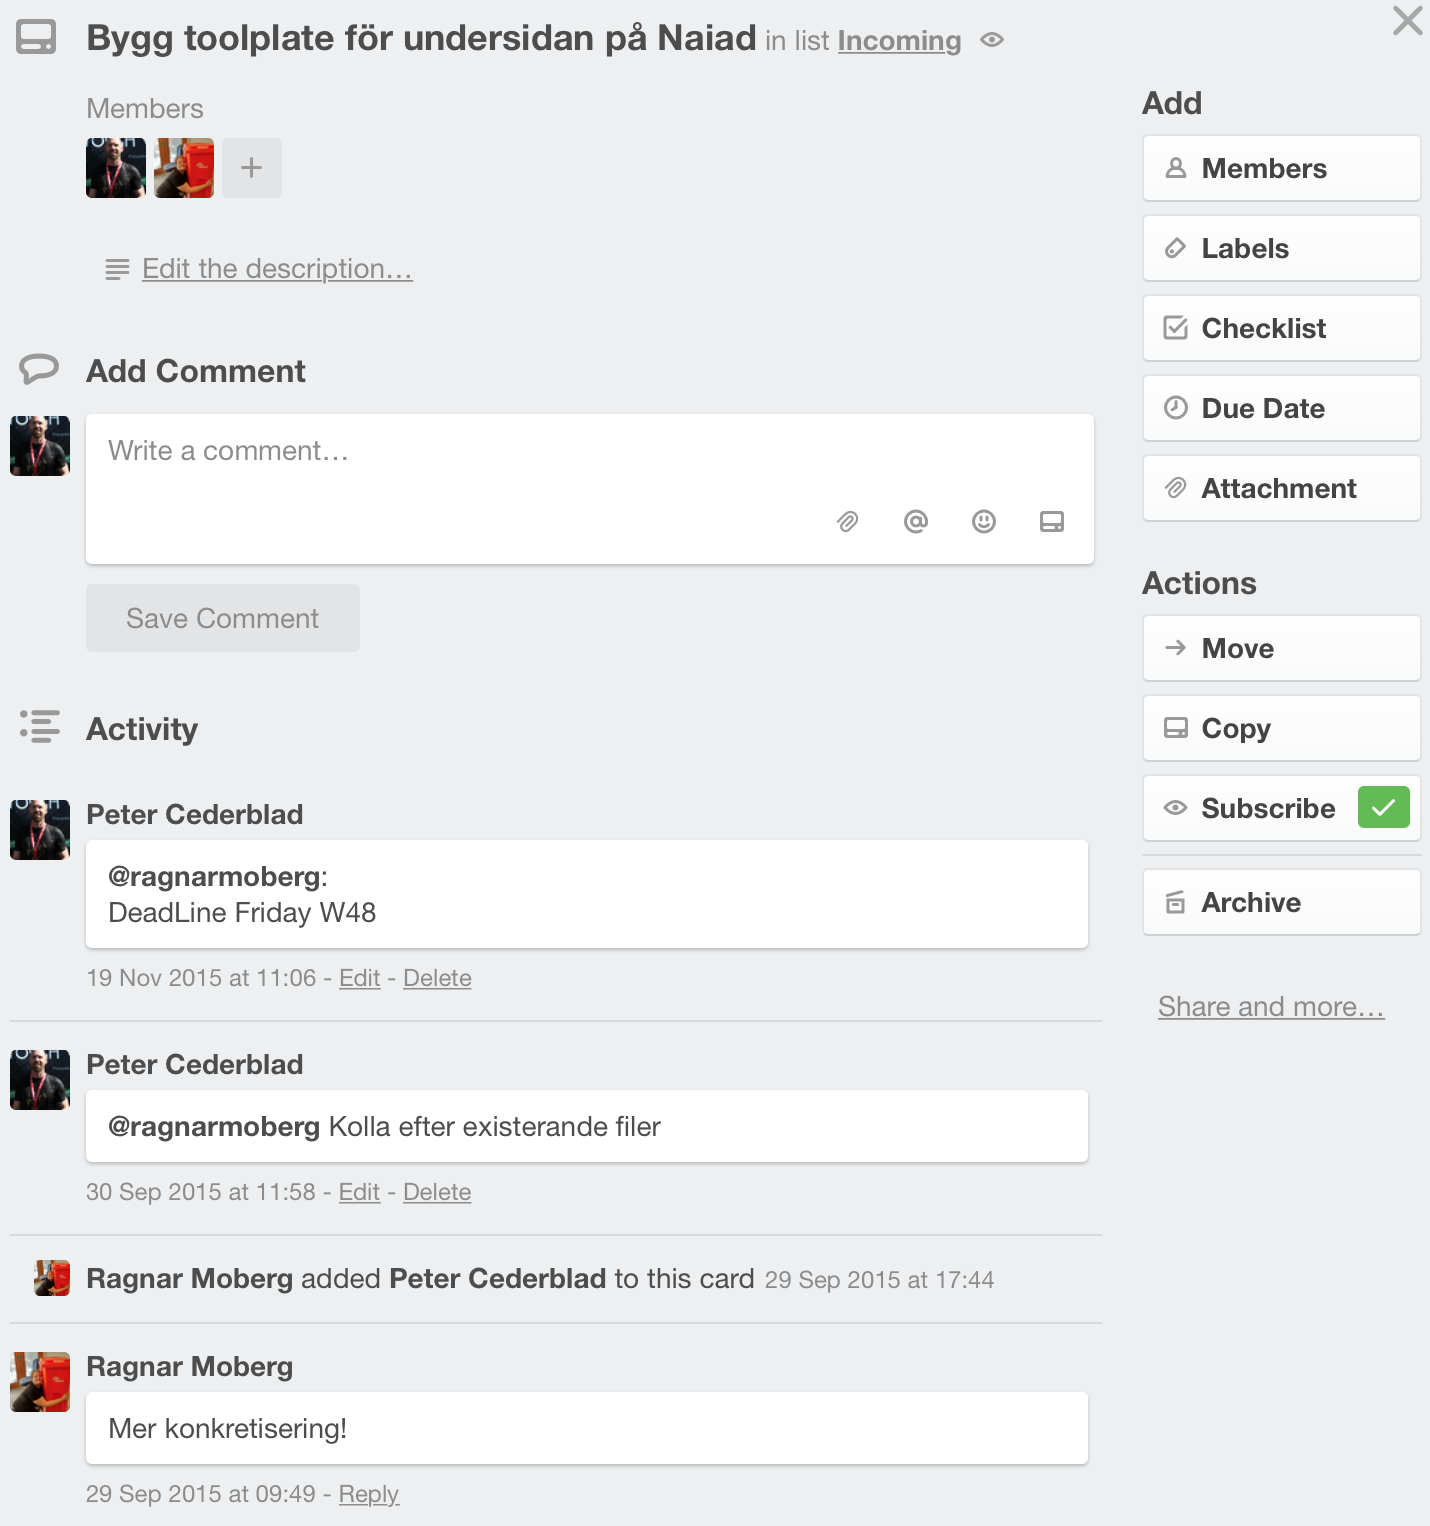 Bygg toolplate för undersidan på Naiad in list Incoming
Members
Edit the description…
Add Comment
Write a comment…
Save Comment
Activity
Peter Cederblad
@ragnarmoberg:
DeadLine Friday W48
19 Nov 2015 at 11:06 - Edit - Delete
Peter Cederblad
@ragnarmoberg Kolla efter existerande filer
30 Sep 2015 at 11:58 - Edit - Delete
Ragnar Moberg added Peter Cederblad to this card 29 Sep 2015 at 17:44
Ragnar Moberg
Mer konkretisering!
29 Sep 2015 at 09:49 - Reply
Add
Members
Labels
Checklist
Due Date
Attachment
Actions
Move
Copy
Subscribe
Archive
Share and more…